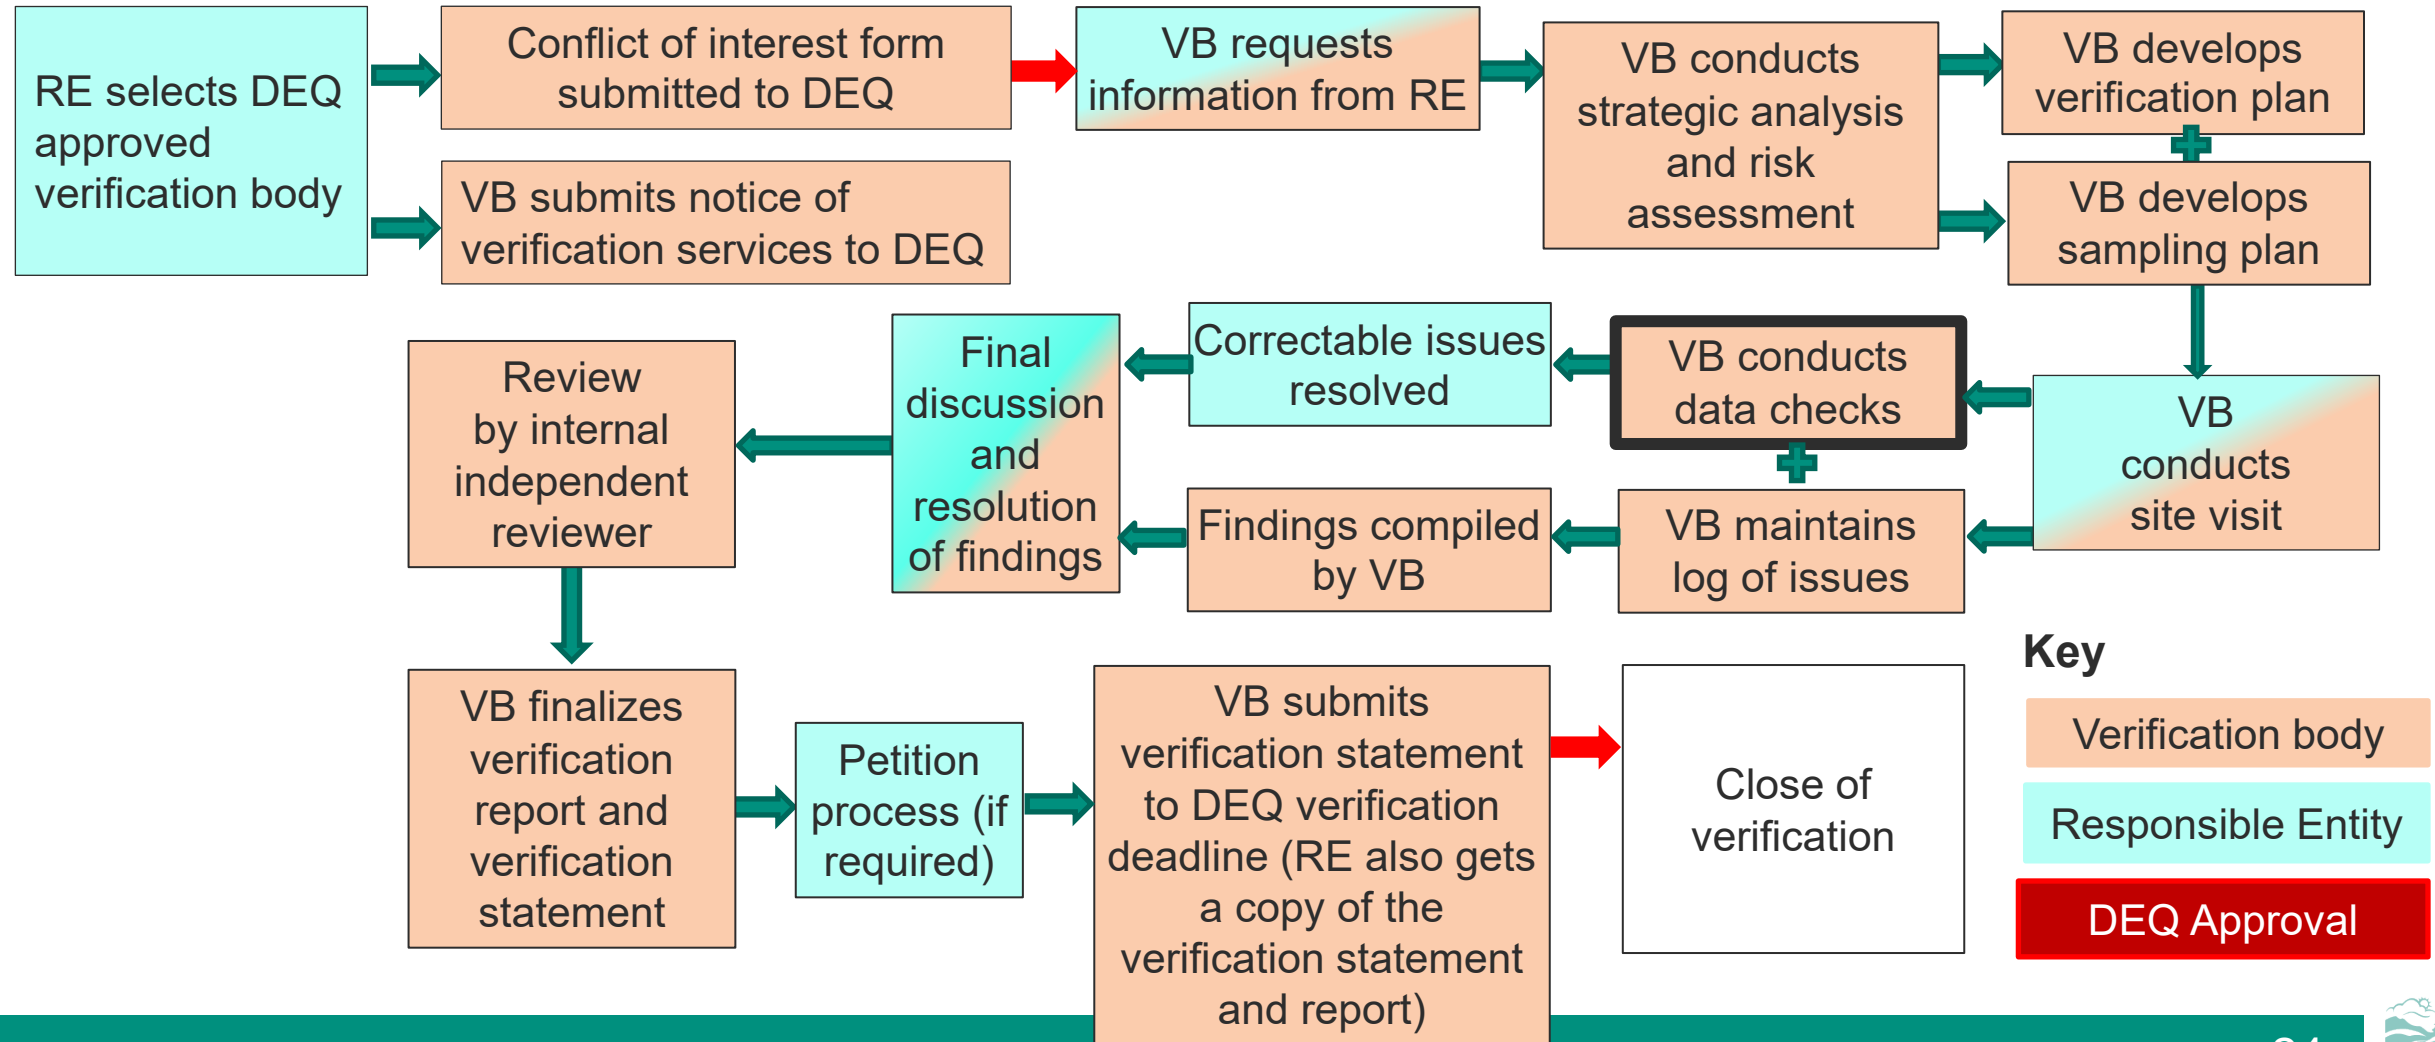 RE selects DEQ
approved
verification body
Conflict of interest form
submitted to DEQ
VB submits notice of
verification services to DEQ
VB requests
information from RE
VB conducts
strategic analysis
and risk
assessment
VB develops
verification plan
VB develops
sampling plan
VB
conducts
site visit
VB conducts
data checks
VB maintains
log of issues
Correctable issues
resolved
Findings compiled
by VB
Final
discussion
and
resolution
of findings
Review
by internal
independent
reviewer
VB finalizes
verification
report and
verification
statement
Petition
process (if
required)
VB submits
verification statement
to DEQ verification
deadline (RE also gets
a copy of the
verification statement
and report)
Close of
verification
Key
Verification body
Responsible Entity
DEQ Approval